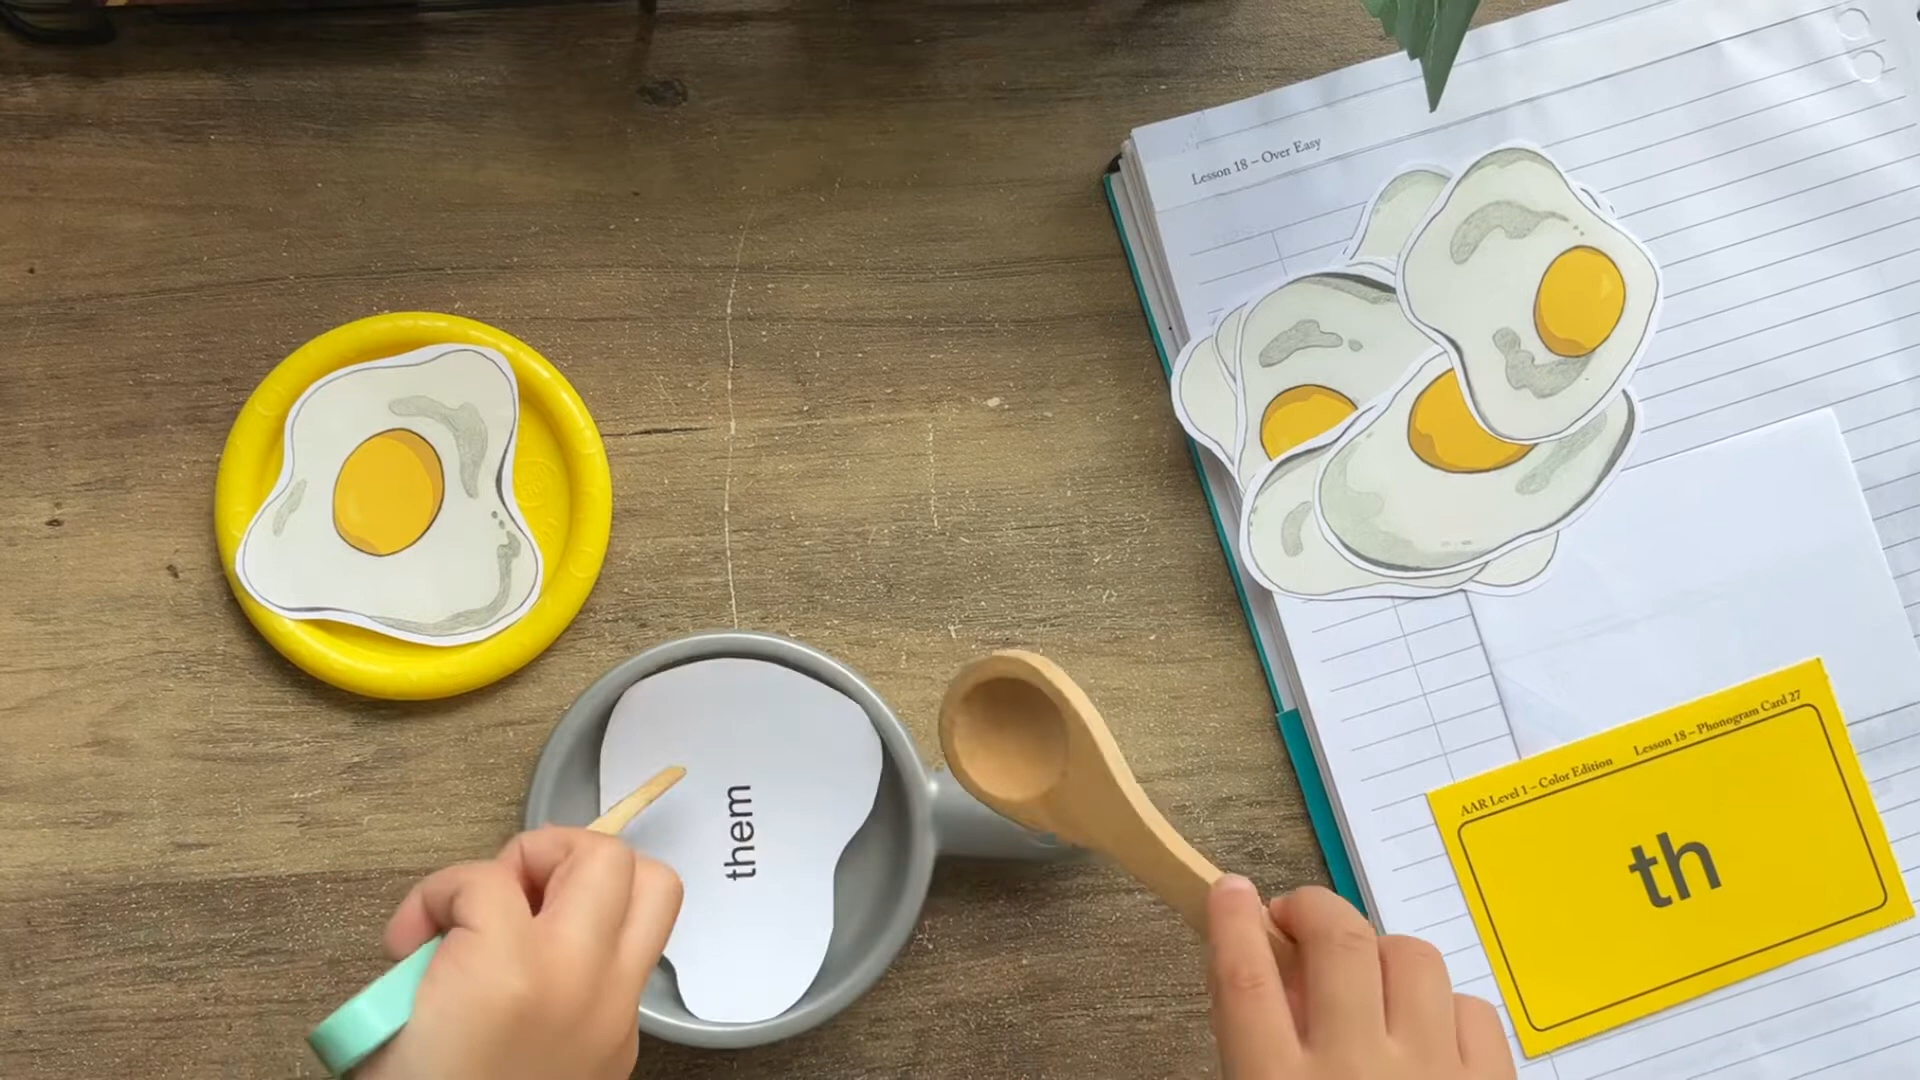 Lesson 18 – Over Easy
them
AAR Level 1 – Color Edition
Lesson 18 – Phonogram Card 27
th